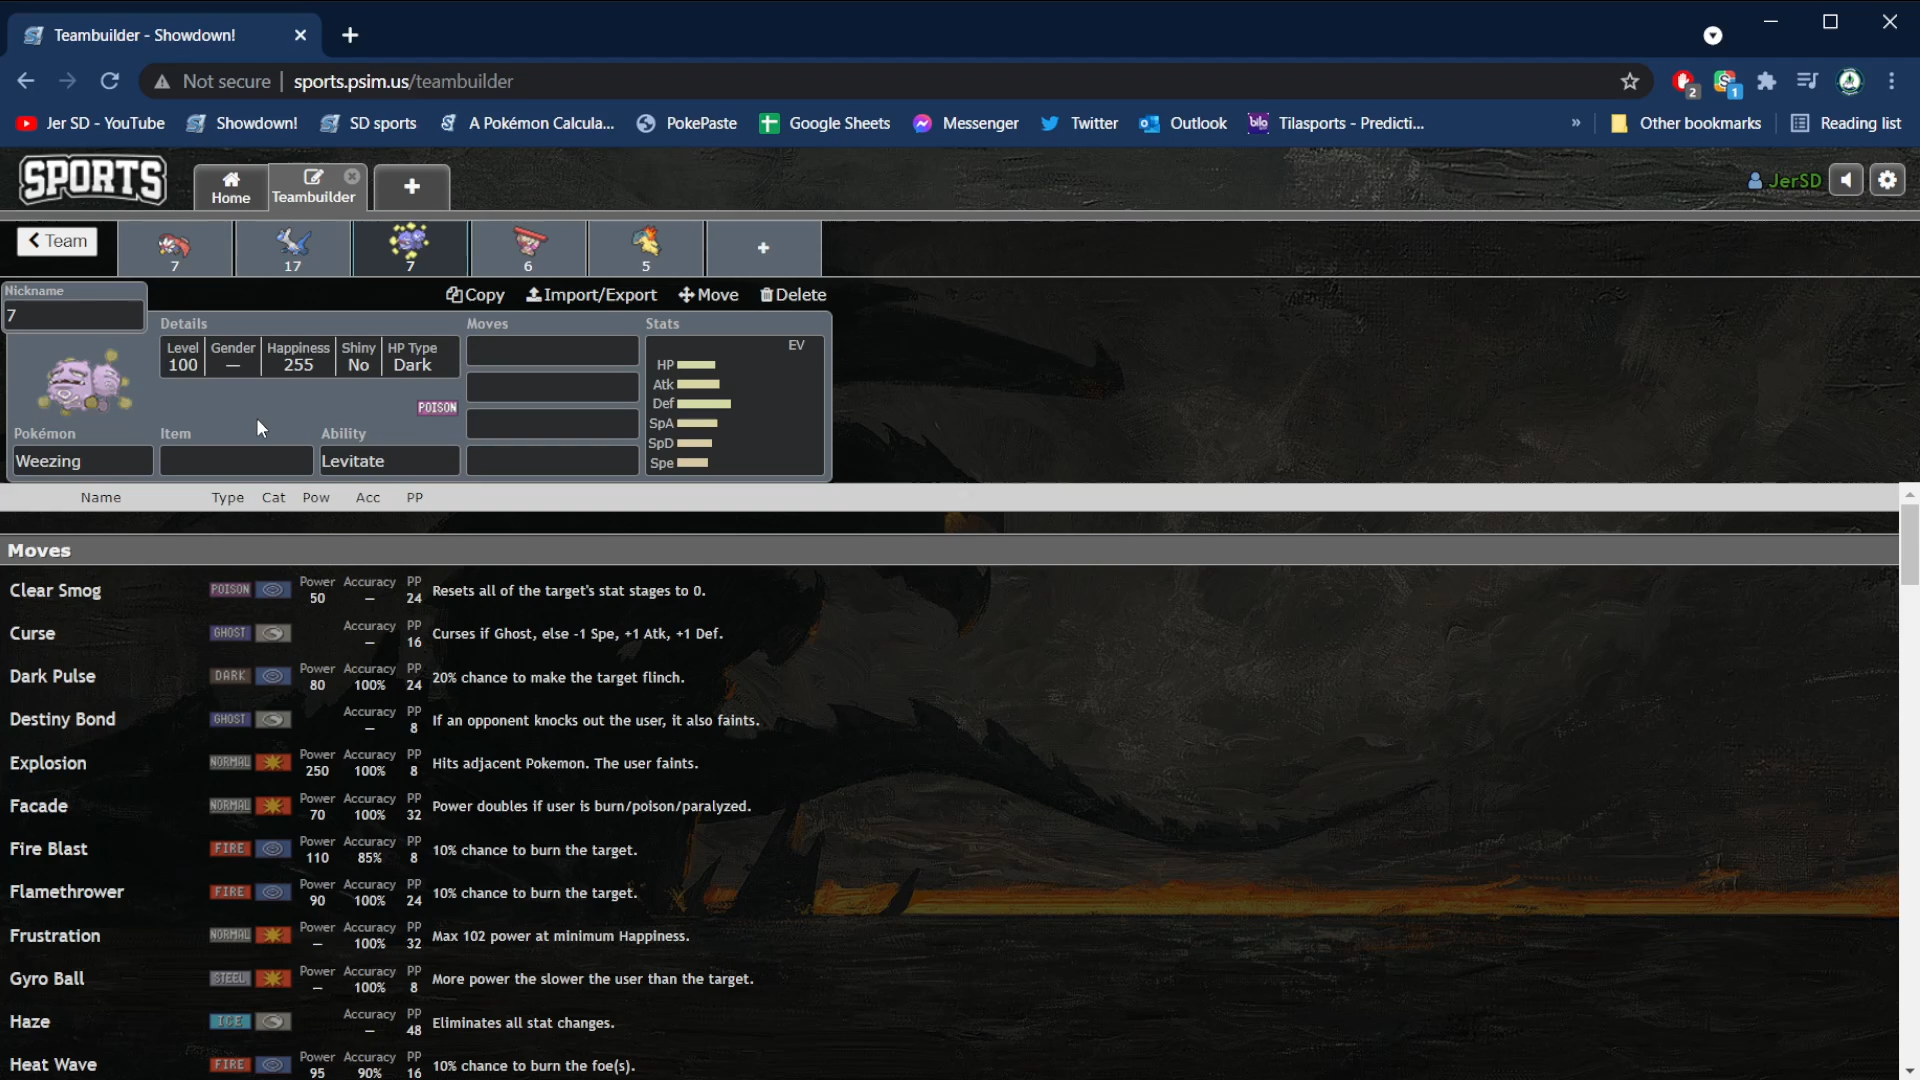 Teambuilder - Showdown!
Not secure | sports.psim.us/teambuilder
2
1
Jer SD - YouTube
Showdown!
SD sports
A Pokémon Calcula...
PokePaste
Google Sheets
Messenger
Twitter
Outlook
bilo Tilasports - Predicti...
»
Other bookmarks
Reading list
SPORTS
Home
Teambuilder
JerSD
Team
7
17
7
6
5
+
Nickname
7
Copy
Import/Export
Move
Delete
Details
Moves
Stats
Level Gender Happiness Shiny HP Type
100 — 255 No Dark
EV
HP
Atk
Def
SpA
SpD
Spe
POISON
Pokémon
Item
Ability
Weezing
Levitate
Name Type Cat Pow Acc PP
Moves
Clear Smog POISON Power 50 Accuracy — PP 24 Resets all of the target's stat stages to 0.
Curse GHOST Accuracy — PP 16 Curses if Ghost, else -1 Spe, +1 Atk, +1 Def.
Dark Pulse DARK Power 80 Accuracy 100% PP 24 20% chance to make the target flinch.
Destiny Bond GHOST Accuracy — PP 8 If an opponent knocks out the user, it also faints.
Explosion NORMAL Power 250 Accuracy 100% PP 8 Hits adjacent Pokemon. The user faints.
Facade NORMAL Power 70 Accuracy 100% PP 32 Power doubles if user is burn/poison/paralyzed.
Fire Blast FIRE Power 110 Accuracy 85% PP 8 10% chance to burn the target.
Flamethrower FIRE Power 90 Accuracy 100% PP 24 10% chance to burn the target.
Frustration NORMAL Power — Accuracy 100% PP 32 Max 102 power at minimum Happiness.
Gyro Ball STEEL Power — Accuracy 100% PP 8 More power the slower the user than the target.
Haze ICE Accuracy — PP 48 Eliminates all stat changes.
Heat Wave FIRE Power 95 Accuracy 90% PP 16 10% chance to burn the foe(s).